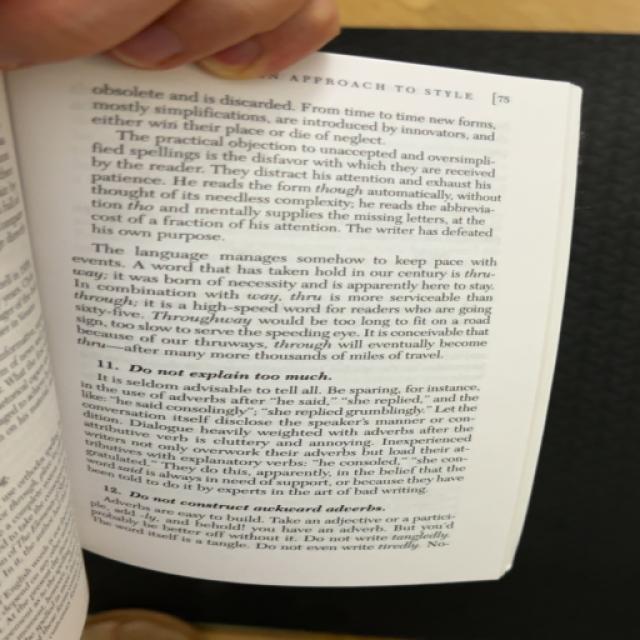 AN APPROACH TO STYLE [75
obsolete and is discarded. From time to time new forms,
mostly simplifications, are introduced by innovators, and
either win their place or die of neglect.
The practical objection to unaccepted and oversimpli-
fied spellings is the disfavor with which they are received
by the reader. They distract his attention and exhaust his
patience. He reads the form though automatically, without
thought of its needless complexity; he reads the abbrevia-
tion tho and mentally supplies the missing letters, at the
cost of a fraction of his attention. The writer has defeated
his own purpose.
The language manages somehow to keep pace with
events. A word that has taken hold in our century is thru-
way; it was born of necessity and is apparently here to stay.
In combination with way, thru is more serviceable than
through; it is a high-speed word for readers who are going
sixty-five. Throughway would be too long to fit on a road
sign, too slow to serve the speeding eye. It is conceivable that
because of our thruways, through will eventually become
thru—after many more thousands of miles of travel.
11. Do not explain too much.
It is seldom advisable to tell all. Be sparing, for instance,
in the use of adverbs after "he said," "she replied," and the
like: "he said consolingly"; "she replied grumblingly." Let the
conversation itself disclose the speaker's manner or con-
dition. Dialogue heavily weighted with adverbs after the
attributive verb is cluttery and annoying. Inexperienced
writers not only overwork their adverbs but load their at-
tributives with explanatory verbs: "he consoled," "she con-
gratulated." They do this, apparently, in the belief that the
word said is always in need of support, or because they have
been told to do it by experts in the art of bad writing.
12. Do not construct awkward adverbs.
Adverbs are easy to build. Take an adjective or a partici-
ple, add -ly, and behold! you have an adverb. But you'd
probably be better off without it. Do not write tangledly.
The word itself is a tangle. Do not even write tiredly. No-